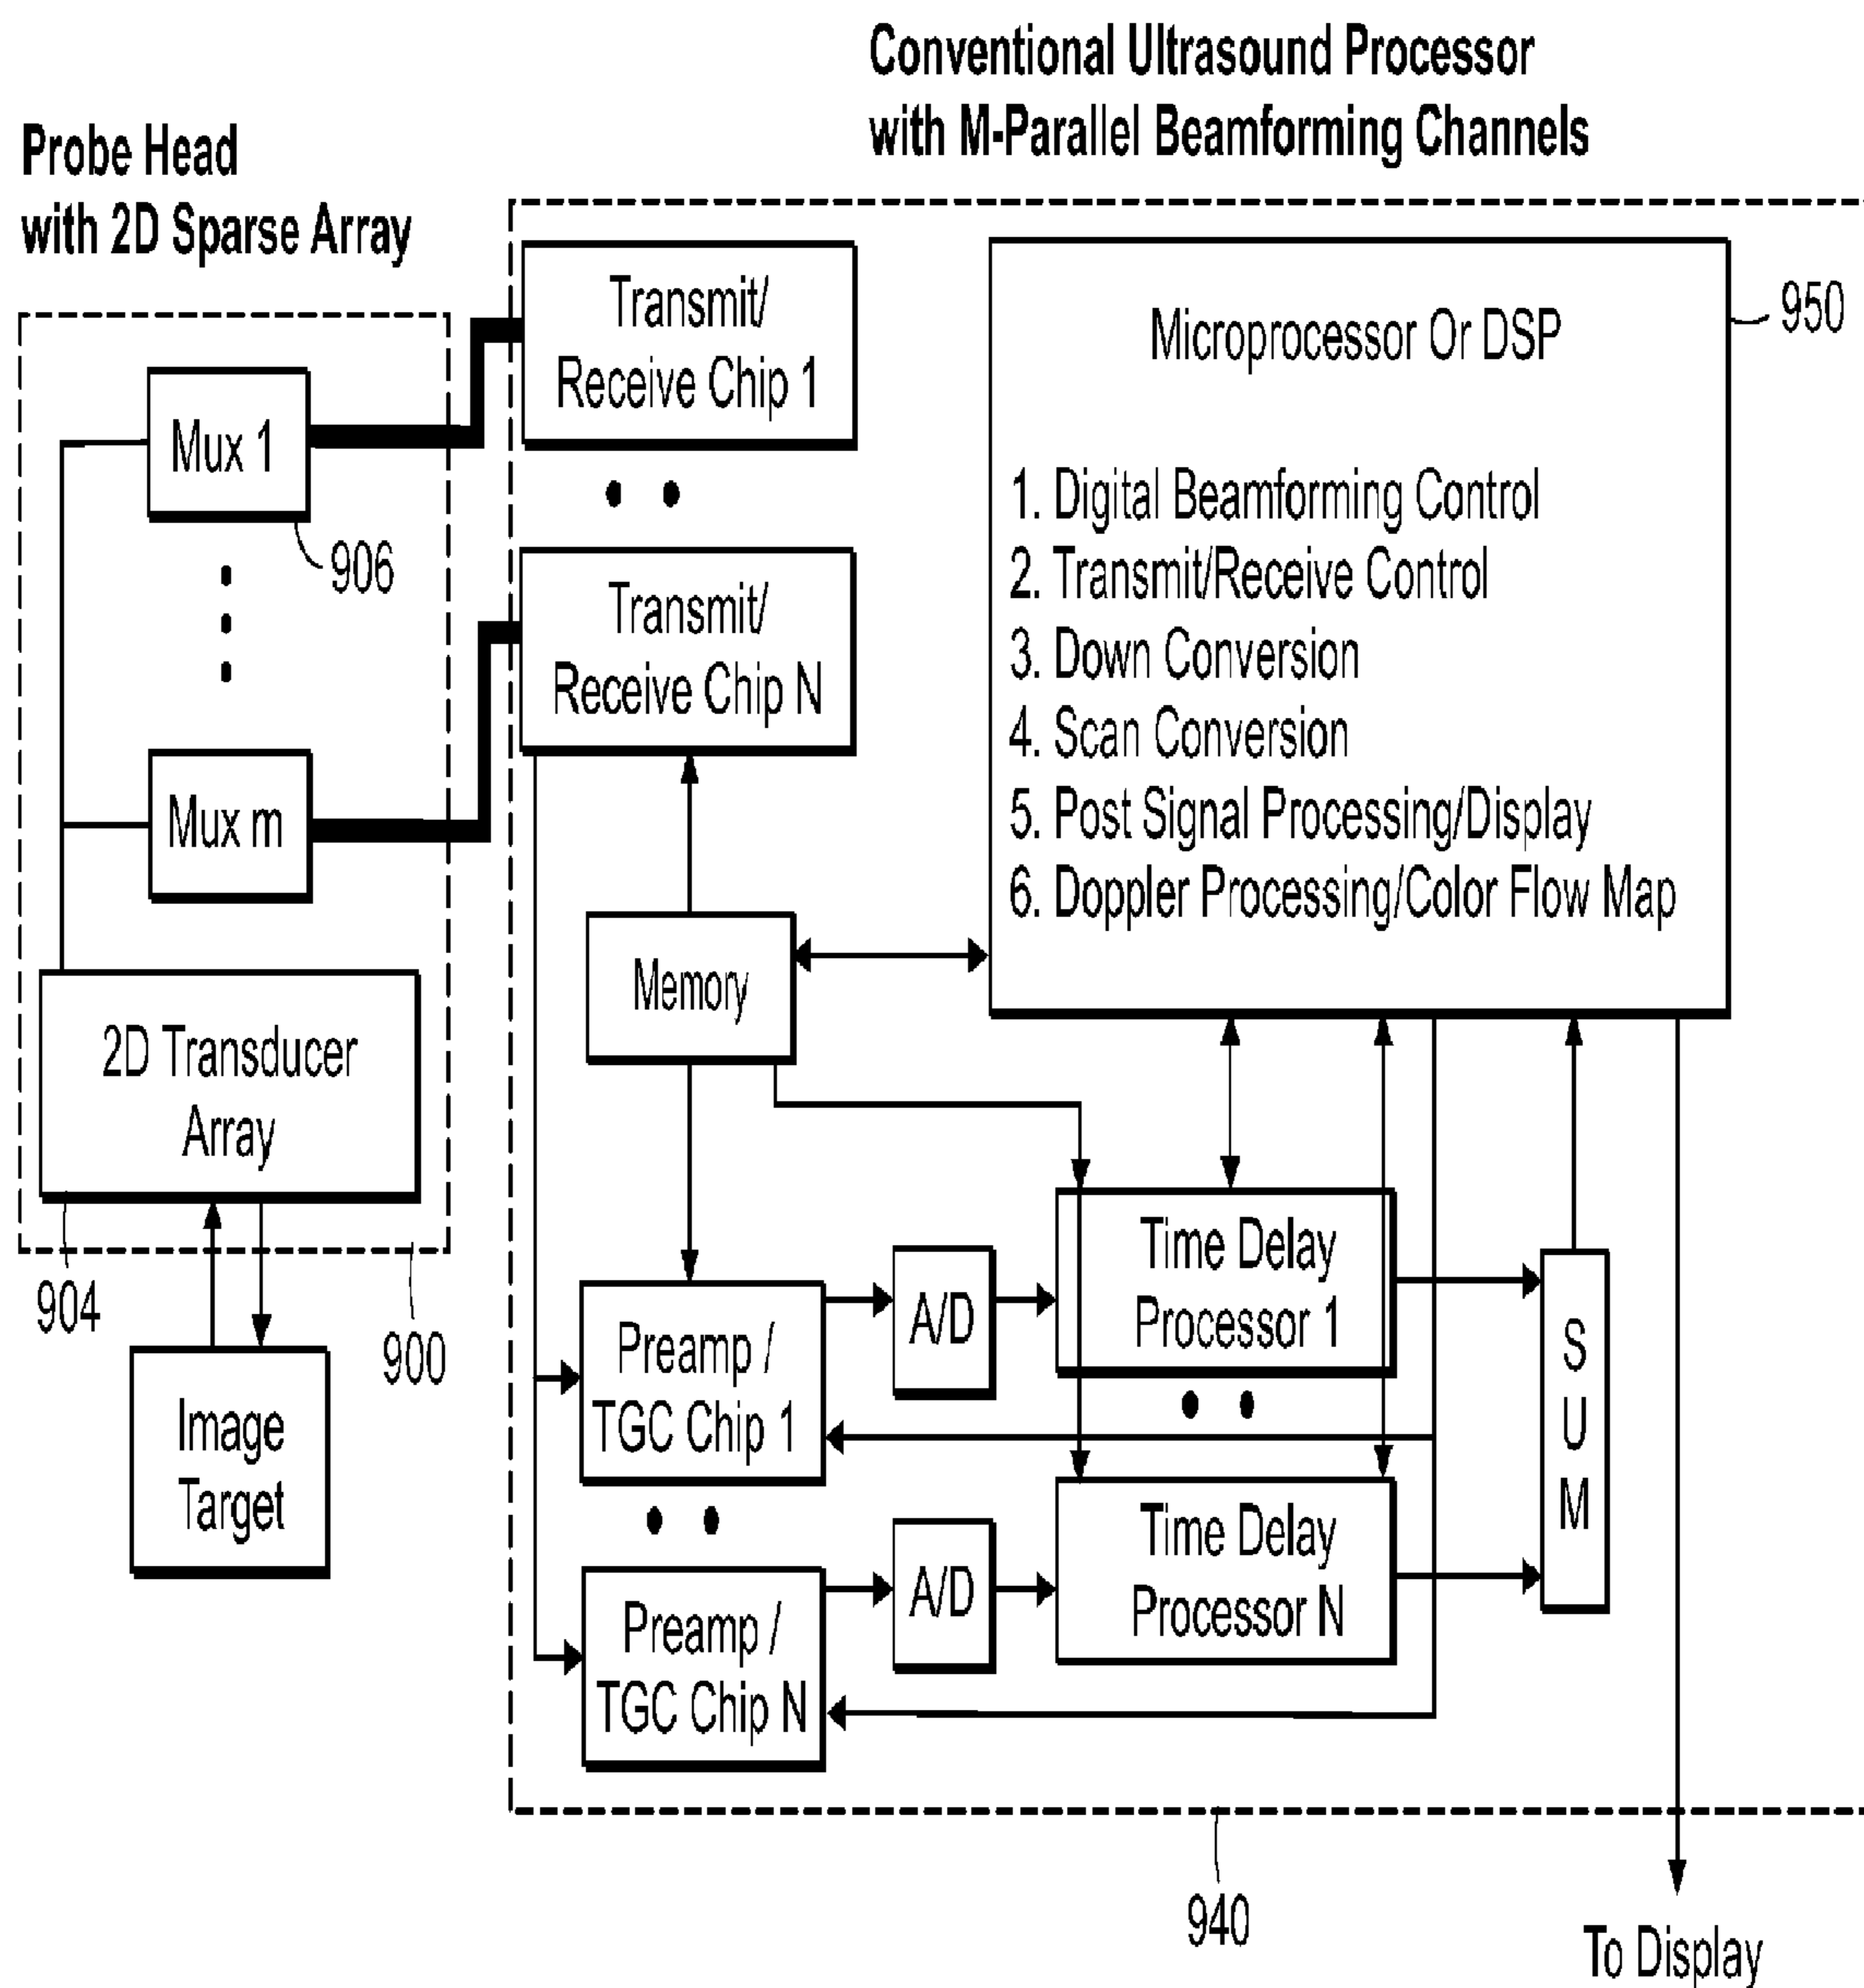 Conventional Ultrasound Processor
with M-Parallel Beamforming Channels
Probe Head
with 2D Sparse Array
Mux 1
906
Mux m
2D Transducer
Array
904
900
Image
Target
Transmit/
Receive Chip 1
Transmit/
Receive Chip N
Microprocessor Or DSP
950
1. Digital Beamforming Control
2. Transmit/Receive Control
3. Down Conversion
4. Scan Conversion
5. Post Signal Processing/Display
6. Doppler Processing/Color Flow Map
Memory
Preamp /
TGC Chip 1
A/D
Time Delay
Processor 1
Preamp /
TGC Chip N
A/D
Time Delay
Processor N
S
U
M
940
To Display